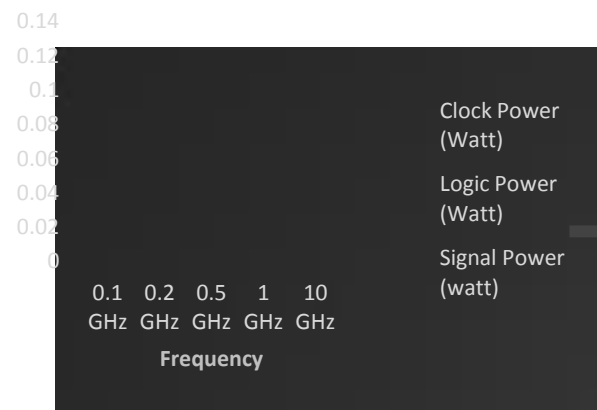 0.14
0.12
0.1
0.08
0.06
0.04
0.02
0
0.1 0.2 0.5 1 10
GHz GHz GHz GHz GHz
Frequency
Clock Power
(Watt)
Logic Power
(Watt)
Signal Power
(watt)